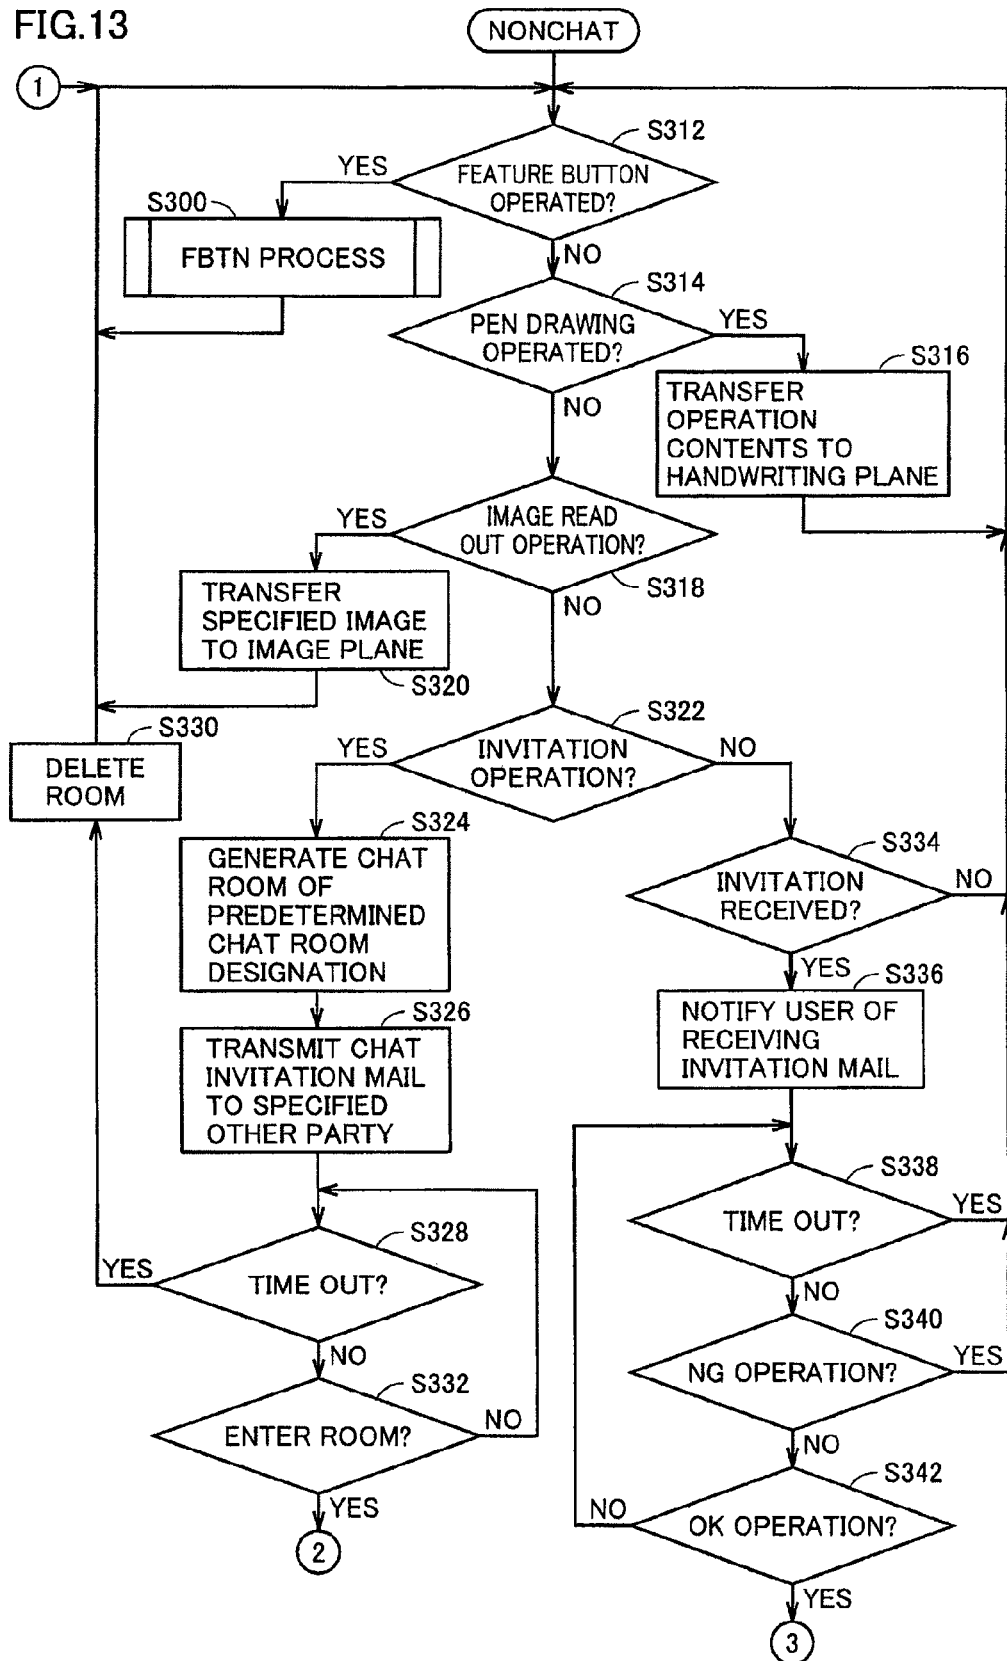 FIG.13
NONCHAT
1
S312
YES
FEATURE BUTTON
OPERATED?
S300
FBTN PROCESS
NO
S314
PEN DRAWING
OPERATED?
YES
S316
TRANSFER
OPERATION
CONTENTS TO
HANDWRITING PLANE
NO
YES
IMAGE READ
OUT OPERATION?
S318
TRANSFER
SPECIFIED IMAGE
TO IMAGE PLANE
NO
S320
S322
S330
YES
INVITATION
OPERATION?
NO
DELETE
ROOM
S324
GENERATE CHAT
ROOM OF
PREDETERMINED
CHAT ROOM
DESIGNATION
S334
INVITATION
RECEIVED?
NO
YES
S336
S326
TRANSMIT CHAT
INVITATION MAIL
TO SPECIFIED
OTHER PARTY
NOTIFY USER OF
RECEIVING
INVITATION MAIL
S338
TIME OUT?
YES
S328
YES
TIME OUT?
NO
NO
S340
NG OPERATION?
YES
S332
ENTER ROOM?
NO
NO
S342
YES
NO
OK OPERATION?
2
YES
3